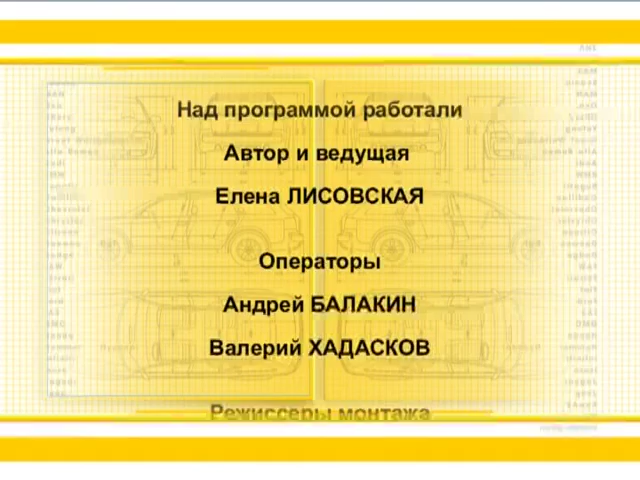 Над программой работали
Автор и ведущая
Елена ЛИСОВСКАЯ
Операторы
Андрей БАЛАКИН
Валерий ХАДАСКОВ
Режиссеры монтажа